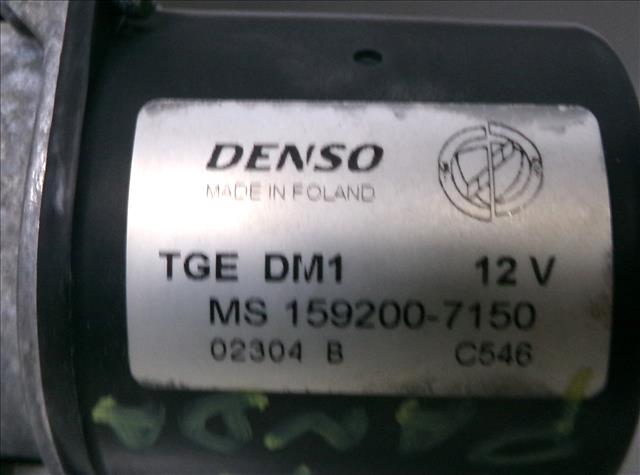 DENSO
MADE IN POLAND
TGE DM1 12 V
MS 159200-7150
02304 B C546